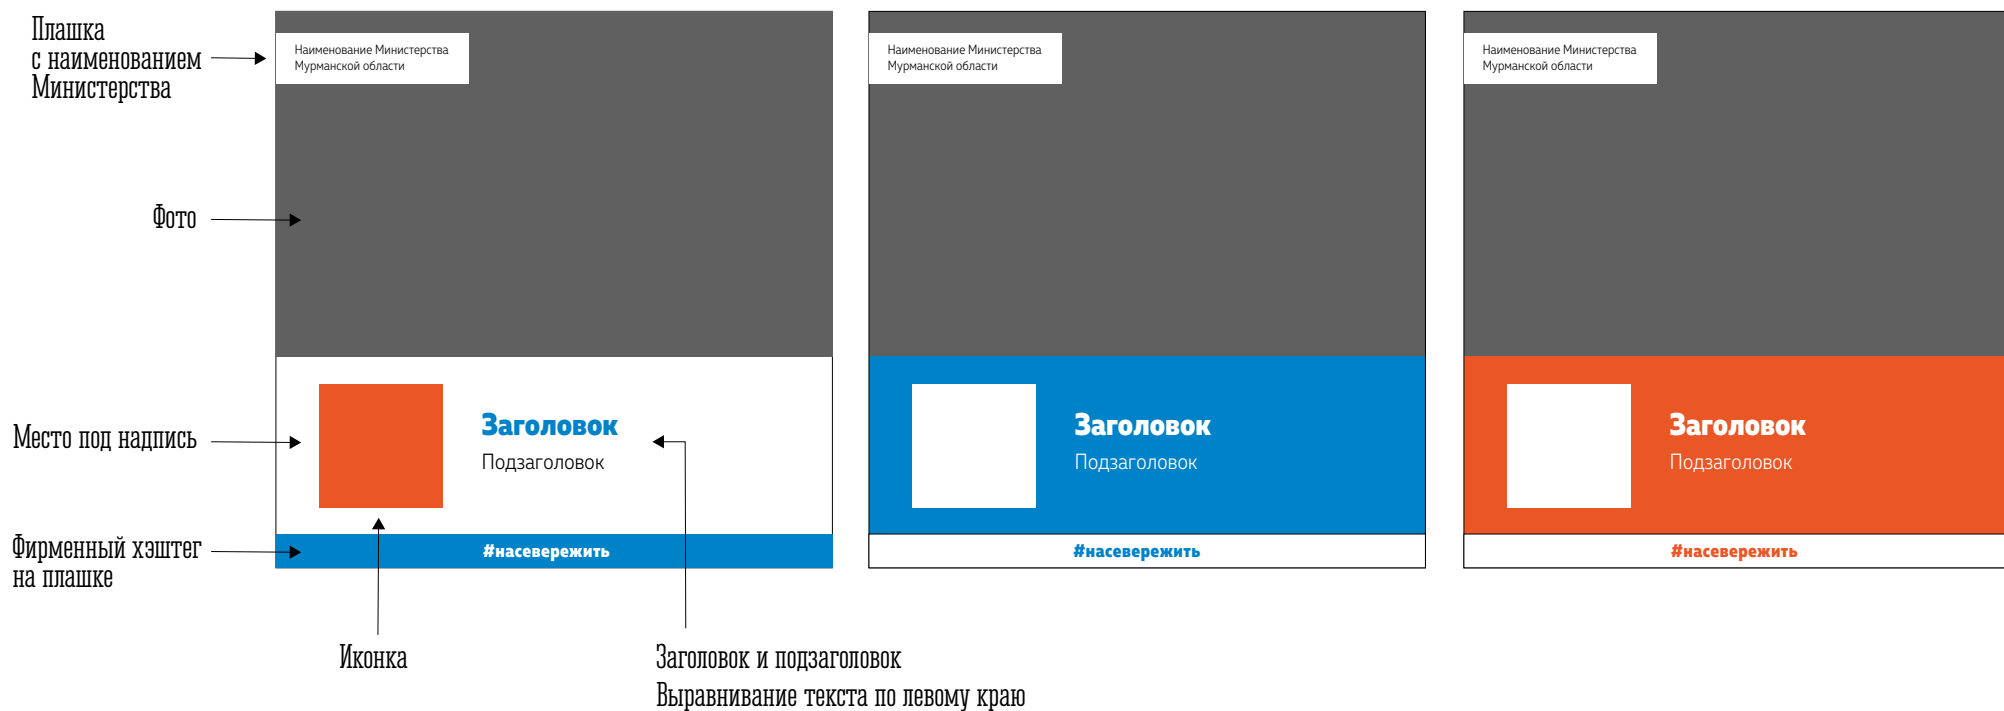 Плашка
с наименованием
Министерства
Фото
Место под надпись
Фирменный хэштег
на плашке
Наименование Министерства
Мурманской области
Заголовок
Подзаголовок
#насевережить
Иконка
Заголовок и подзаголовок
Выравнивание текста по левому краю
Наименование Министерства
Мурманской области
Заголовок
Подзаголовок
#насевережить
Наименование Министерства
Мурманской области
Заголовок
Подзаголовок
#насевережить